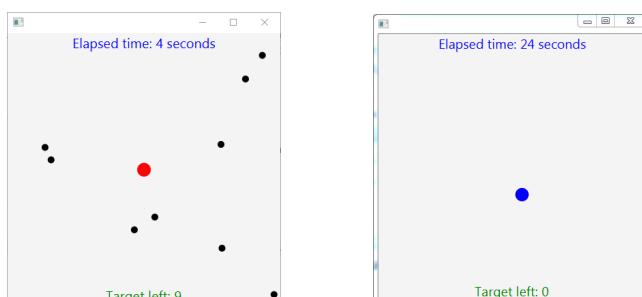 Elapsed time: 4 seconds
Target left: 9
Elapsed time: 24 seconds
Target left: 0